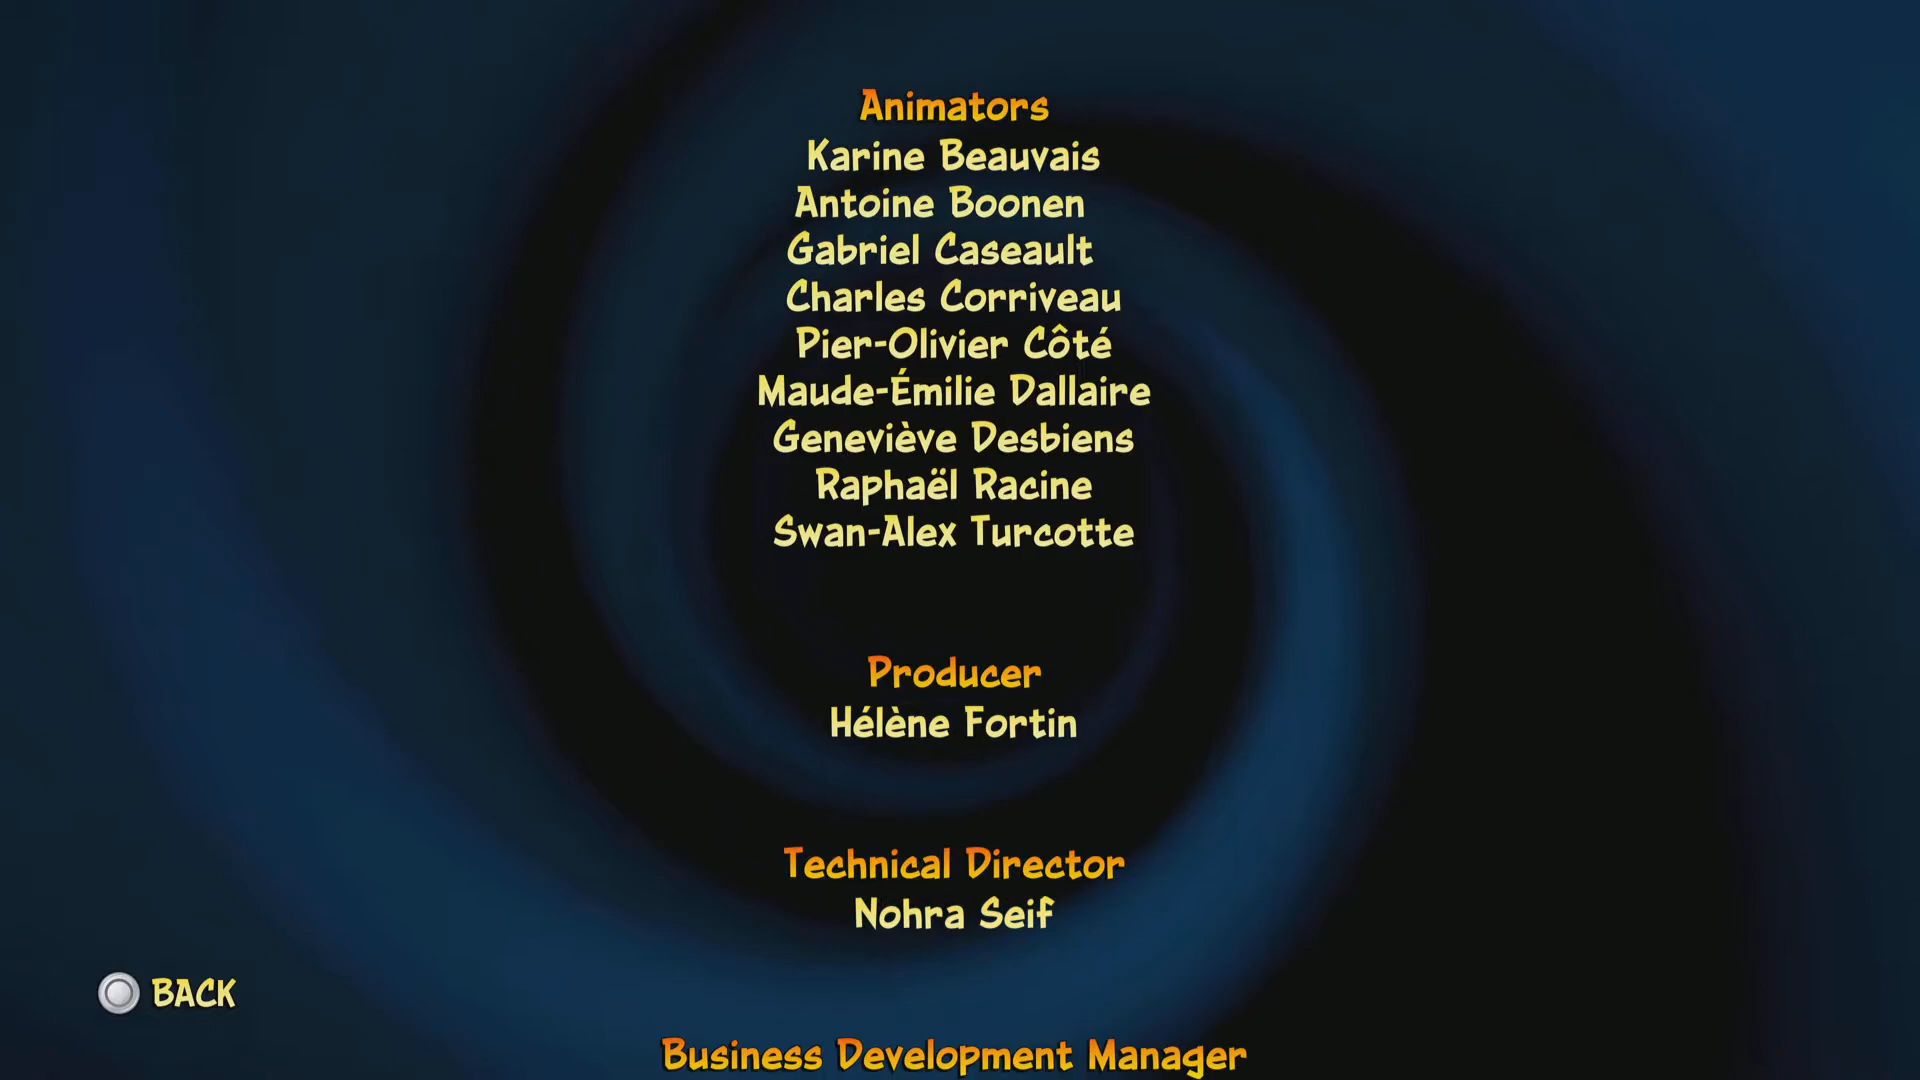 Animators
Karine Beauvais
Antoine Boonen
Gabriel Caseault
Charles Corriveau
Pier-Olivier Côté
Maude-Émilie Dallaire
Geneviève Desbiens
Raphaël Racine
Swan-Alex Turcotte
Producer
Hélène Fortin
Technical Director
Nohra Seif
BACK
Business Development Manager